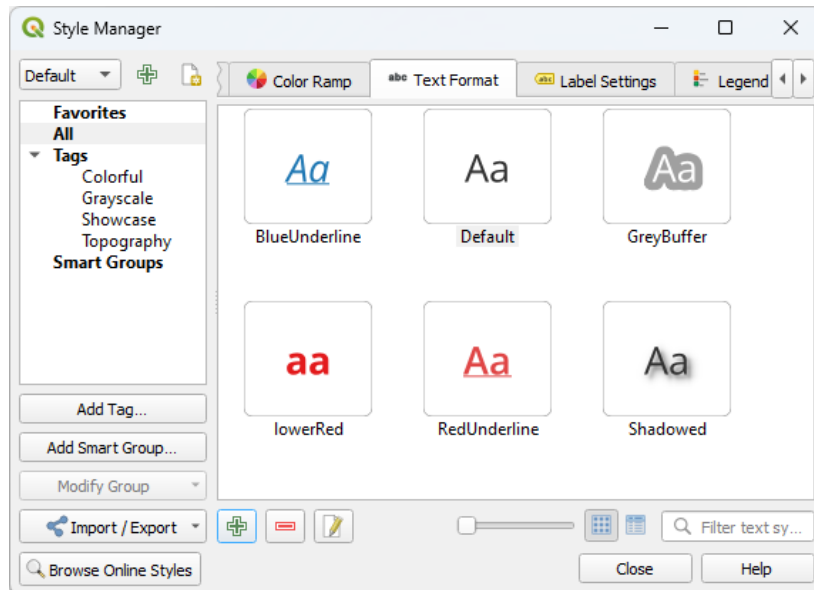 Style Manager
Default
Color Ramp
abc Text Format
abc Label Settings
Legend
Favorites
All
Tags
Colorful
Grayscale
Showcase
Topography
Smart Groups
Aa
Aa
Aa
BlueUnderline
Default
GreyBuffer
aa
Aa
Aa
lowerRed
RedUnderline
Shadowed
Add Tag...
Add Smart Group...
Modify Group
Import / Export
Filter text sy...
Browse Online Styles
Close
Help